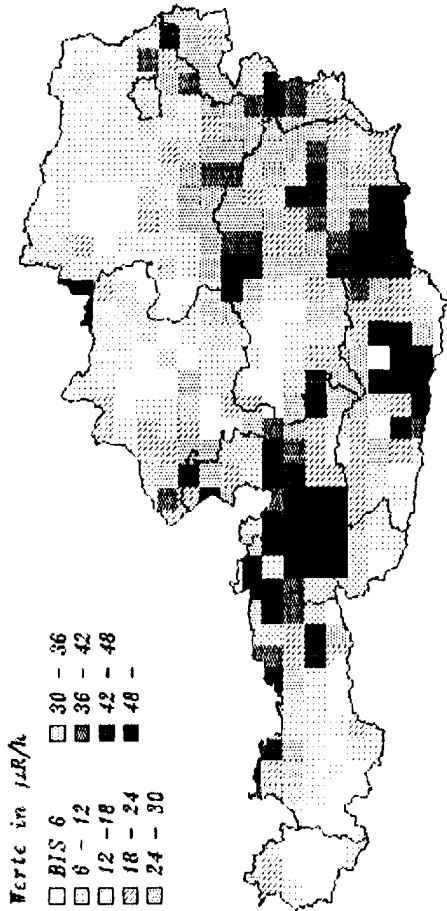 Werte in µR/h
BIS 6
6 - 12
12 -18
18 - 24
24 - 30
30 - 36
36 - 42
42 - 48
48 -